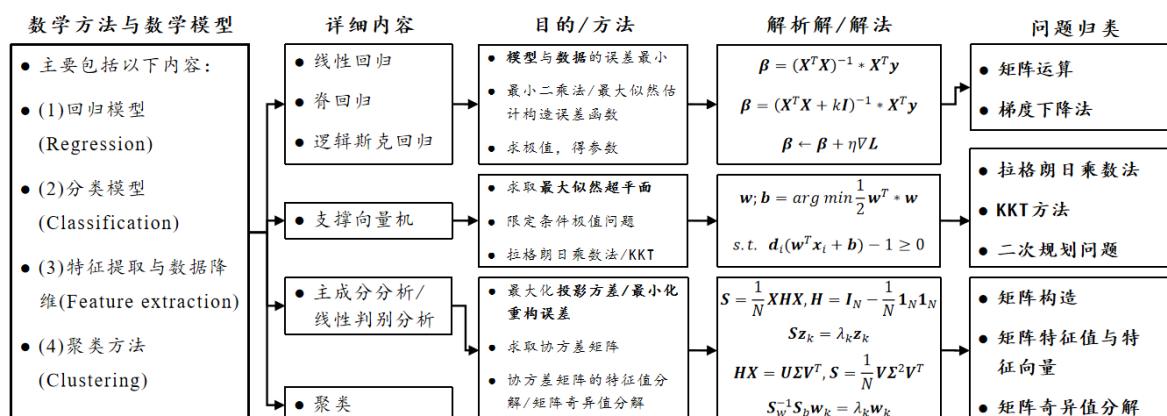 数学方法与数学模型
详细内容
目的/方法
解析解/解法
问题归类
● 主要包括以下内容：
● (1)回归模型
(Regression)
● (2)分类模型
(Classification)
● (3)特征提取与数据降
维(Feature extraction)
● (4)聚类方法
(Clustering)
● 线性回归
● 脊回归
● 逻辑斯克回归
● 支撑向量机
● 主成分分析/
线性判别分析
● 聚类
● 模型与数据的误差最小
● 最小二乘法/最大似然估
计构造误差函数
● 求极值，得参数
● 求取最大似然超平面
● 限定条件极值问题
● 拉格朗日乘数法/KKT
● 最大化投影方差/最小化
重构误差
● 求取协方差矩阵
● 协方差矩阵的特征值分
解/矩阵奇异值分解
β = (XᵀX)⁻¹ * Xᵀy
β = (XᵀX + kI)⁻¹ * Xᵀy
β ← β + η∇L
w; b = arg min 1/2 wᵀ * w
s.t. dᵢ(wᵀxᵢ + b) − 1 ≥ 0
S = 1/N XHX, H = I_N − 1/N 1_N 1_N
Sz_k = λ_k z_k
HX = UΣVᵀ, S = 1/N VΣ²Vᵀ
S_w⁻¹S_b w_k = λ_k w_k
● 矩阵运算
● 梯度下降法
● 拉格朗日乘数法
● KKT方法
● 二次规划问题
● 矩阵构造
● 矩阵特征值与特
征向量
● 矩阵奇异值分解